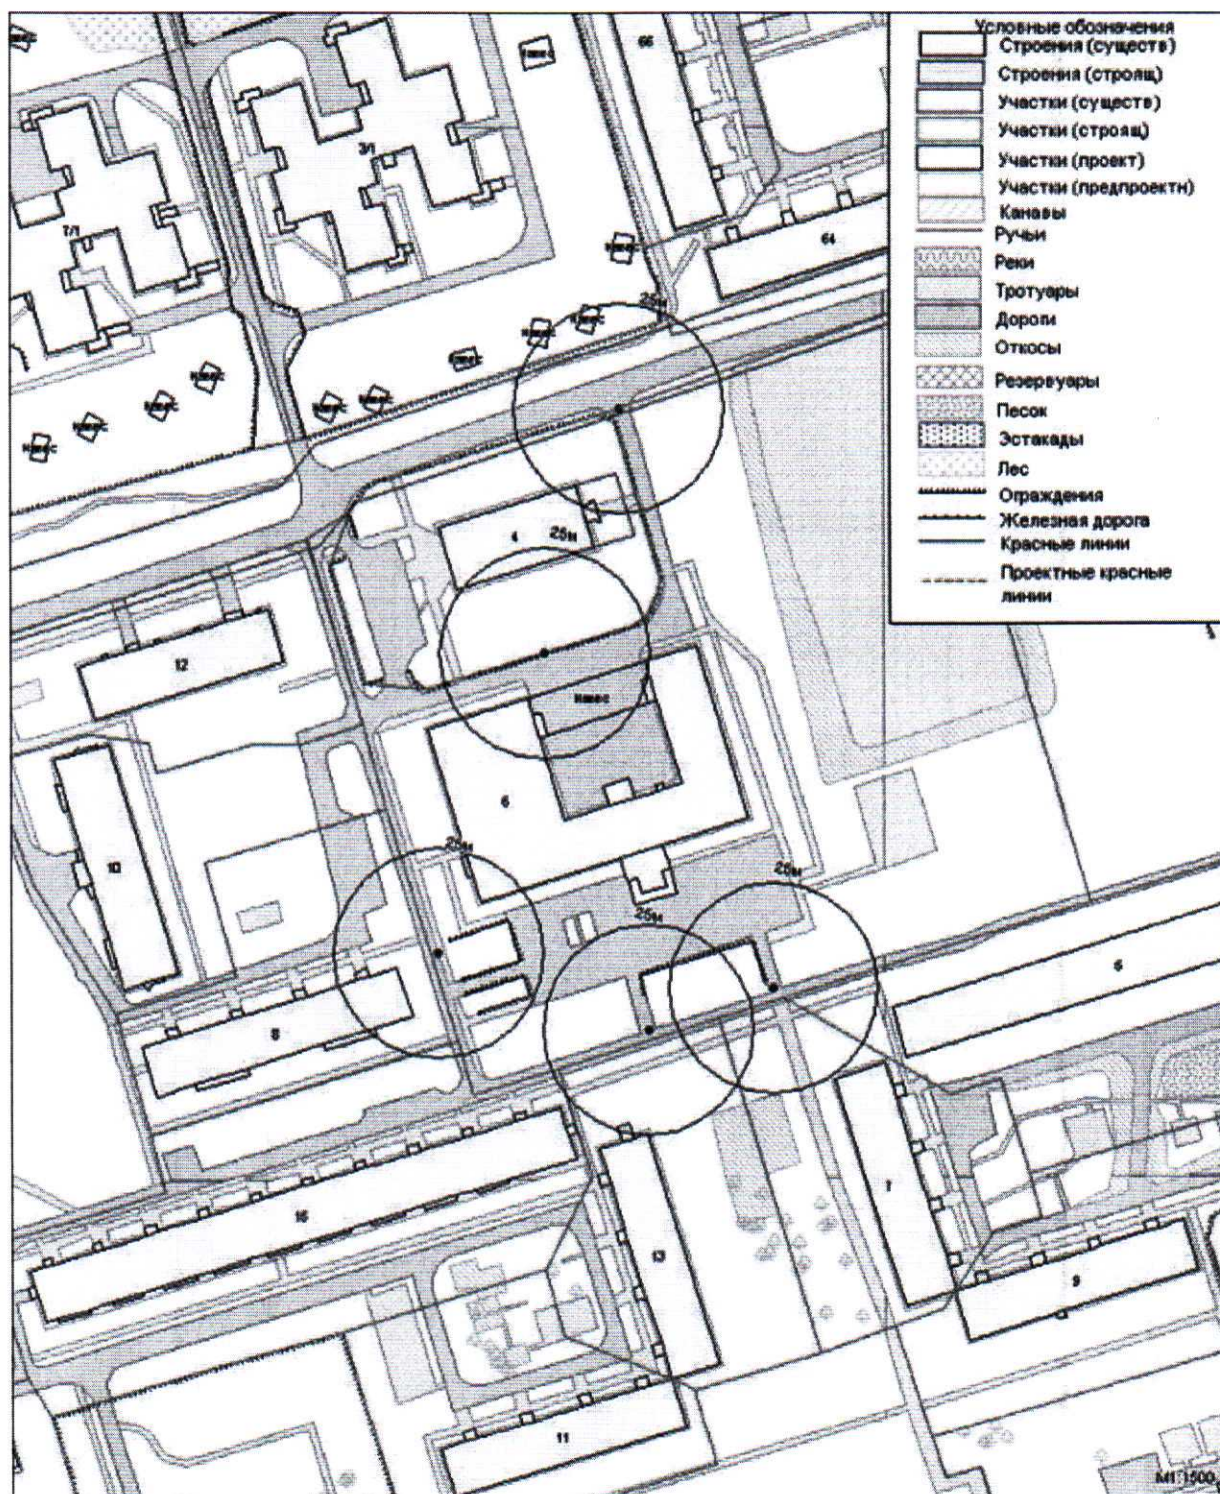 Условные обозначения
Строения (существ)
Строения (строящ)
Участки (существ)
Участки (строящ)
Участки (проект)
Участки (предпроектн)
Канавы
Ручьи
Реки
Тротуары
Дороги
Откосы
Резервуары
Песок
Эстакады
Лес
Ограждения
Железная дорога
Красные линии
Проектные красные
линии
66
3/1
7/1
64
25м
4
25м
12
6
10
25м
25м
25м
8
6
16
13
7
9
11
М1:1500